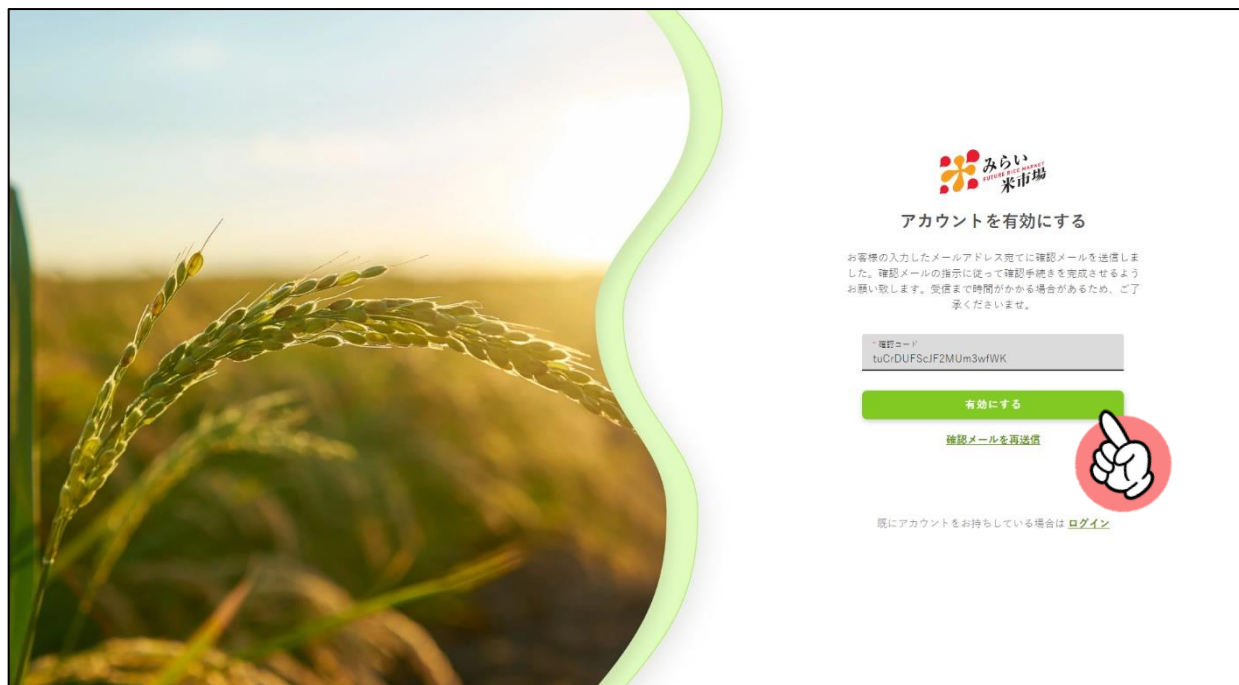 みらい
FUTURE RICE MARKET
米市場
アカウントを有効にする
お客様の入力したメールアドレス宛てに確認メールを送信しま
した。確認メールの指示に従って確認手続きを完成させるよう
お願い致します。受信まで時間がかかる場合があるため、ご了
承くださいませ。
*確認コード
tuCrDUFScJF2MUm3wfWK
有効にする
確認メールを再送信
既にアカウントをお持ちしている場合は ログイン